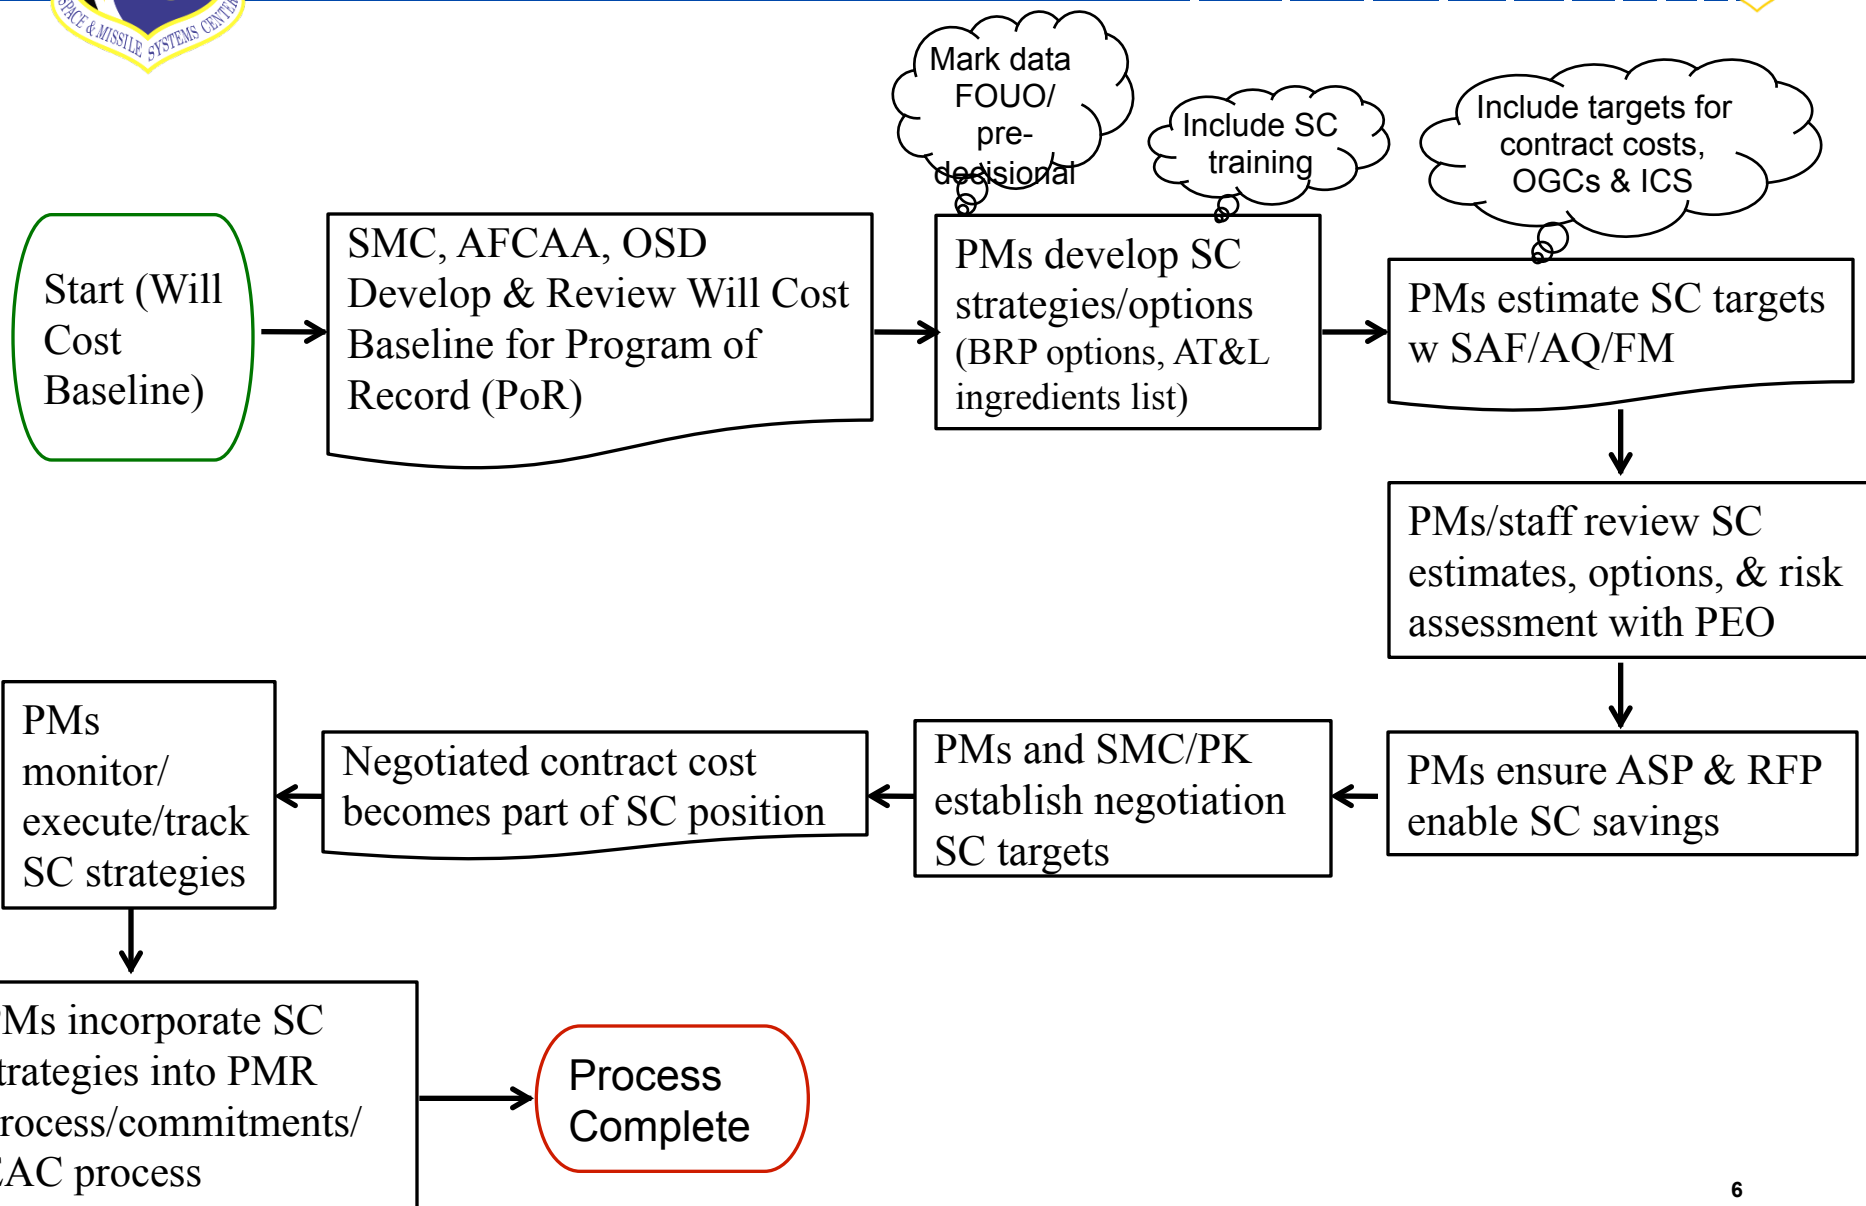 SPACE & MISSILE SYSTEMS CENTER
Mark data
FOUO/
pre-
decisional
Include SC
training
Include targets for
contract costs,
OGCs & ICS
Start (Will
Cost
Baseline)
SMC, AFCAA, OSD
Develop & Review Will Cost
Baseline for Program of
Record (PoR)
PMs develop SC
strategies/options
(BRP options, AT&L
ingredients list)
PMs estimate SC targets
w SAF/AQ/FM
PMs/staff review SC
estimates, options, & risk
assessment with PEO
PMs ensure ASP & RFP
enable SC savings
PMs and SMC/PK
establish negotiation
SC targets
Negotiated contract cost
becomes part of SC position
PMs
monitor/
execute/track
SC strategies
PMs incorporate SC
trategies into PMR
rocess/commitments/
EAC process
Process
Complete
6